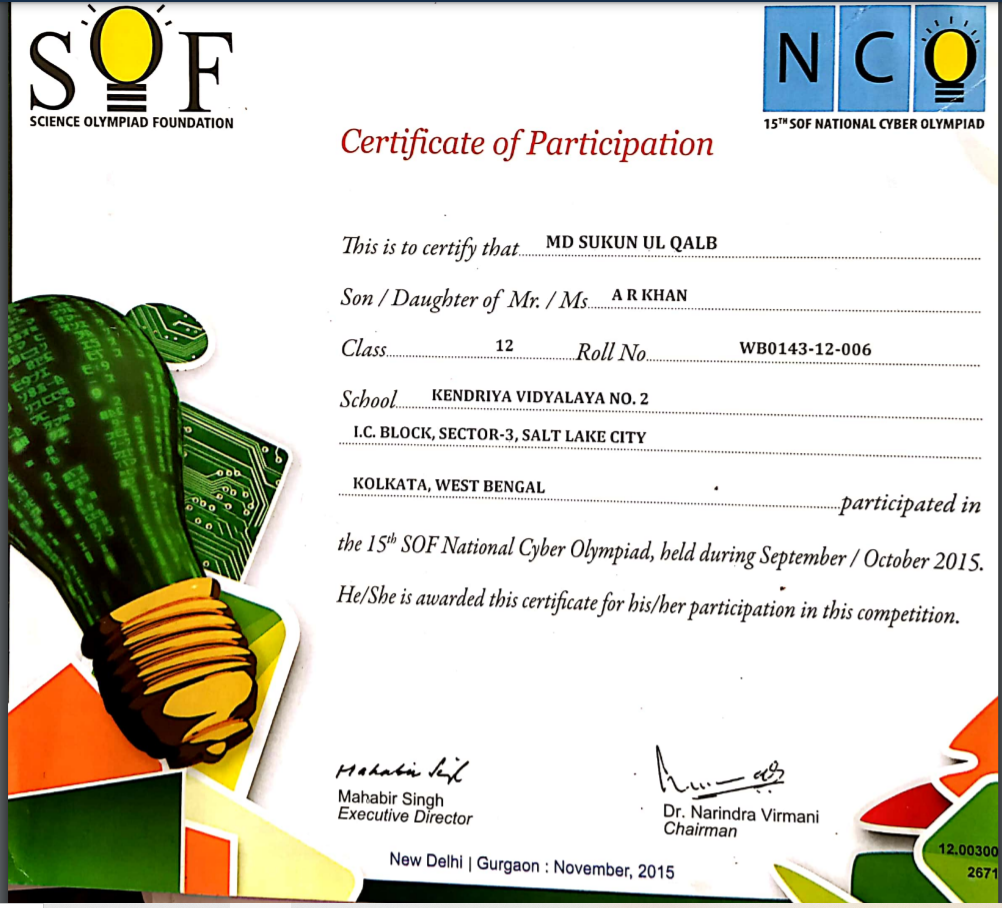 SOF
SCIENCE OLYMPIAD FOUNDATION
NCO
15TH SOF NATIONAL CYBER OLYMPIAD
Certificate of Participation
This is to certify that MD SUKUN UL QALB
Son / Daughter of Mr. / Ms A R KHAN
Class 12 Roll No. WB0143-12-006
School KENDRIYA VIDYALAYA NO. 2
I.C. BLOCK, SECTOR-3, SALT LAKE CITY
KOLKATA, WEST BENGAL participated in
the 15th SOF National Cyber Olympiad, held during September / October 2015.
He/She is awarded this certificate for his/her participation in this competition.
Mahabir Singh
Mahabir Singh
Executive Director
Dr. Narindra Virmani
Chairman
New Delhi | Gurgaon : November, 2015
12.00300
2671